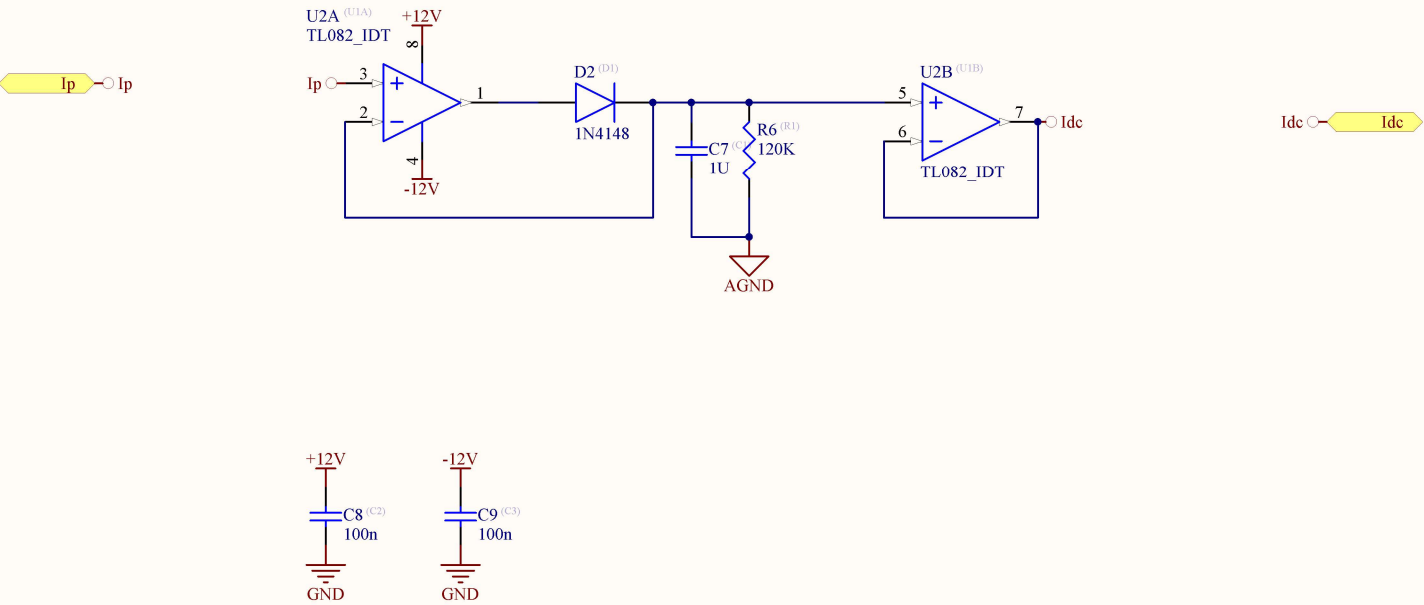 U2A (U1A)
+12V
TL082_IDT
8
Ip
Ip
Ip
3
+
2
−
1
4
-12V
D2 (D1)
1N4148
C7
1U
R6 (R1)
120K
AGND
U2B (U1B)
5
+
6
−
7
Idc
TL082_IDT
Idc
Idc
+12V
C8 (C2)
100n
GND
-12V
C9 (C3)
100n
GND